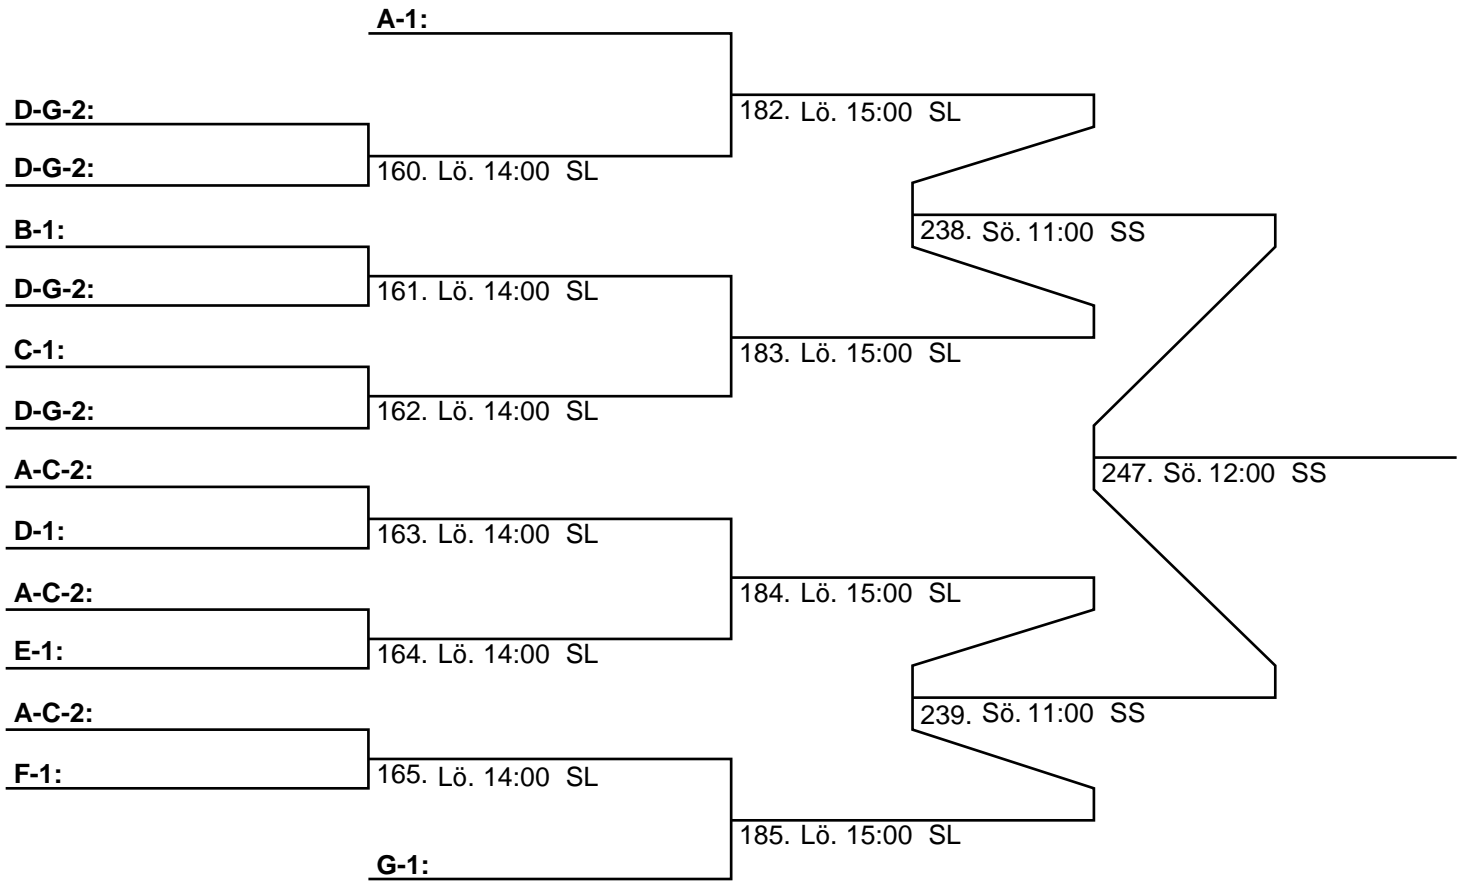 A-1:
D-G-2:
182. Lö. 15:00 SL
D-G-2:
160. Lö. 14:00 SL
B-1:
238. Sö. 11:00 SS
D-G-2:
161. Lö. 14:00 SL
C-1:
183. Lö. 15:00 SL
D-G-2:
162. Lö. 14:00 SL
A-C-2:
247. Sö. 12:00 SS
D-1:
163. Lö. 14:00 SL
A-C-2:
184. Lö. 15:00 SL
E-1:
164. Lö. 14:00 SL
A-C-2:
239. Sö. 11:00 SS
F-1:
165. Lö. 14:00 SL
185. Lö. 15:00 SL
G-1: